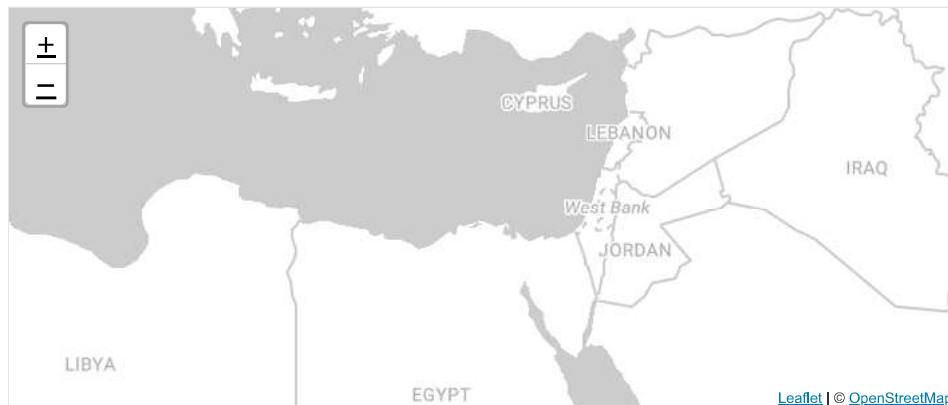 +
−
CYPRUS
LEBANON
IRAQ
West Bank
JORDAN
LIBYA
EGYPT
Leaflet | © OpenStreetMap